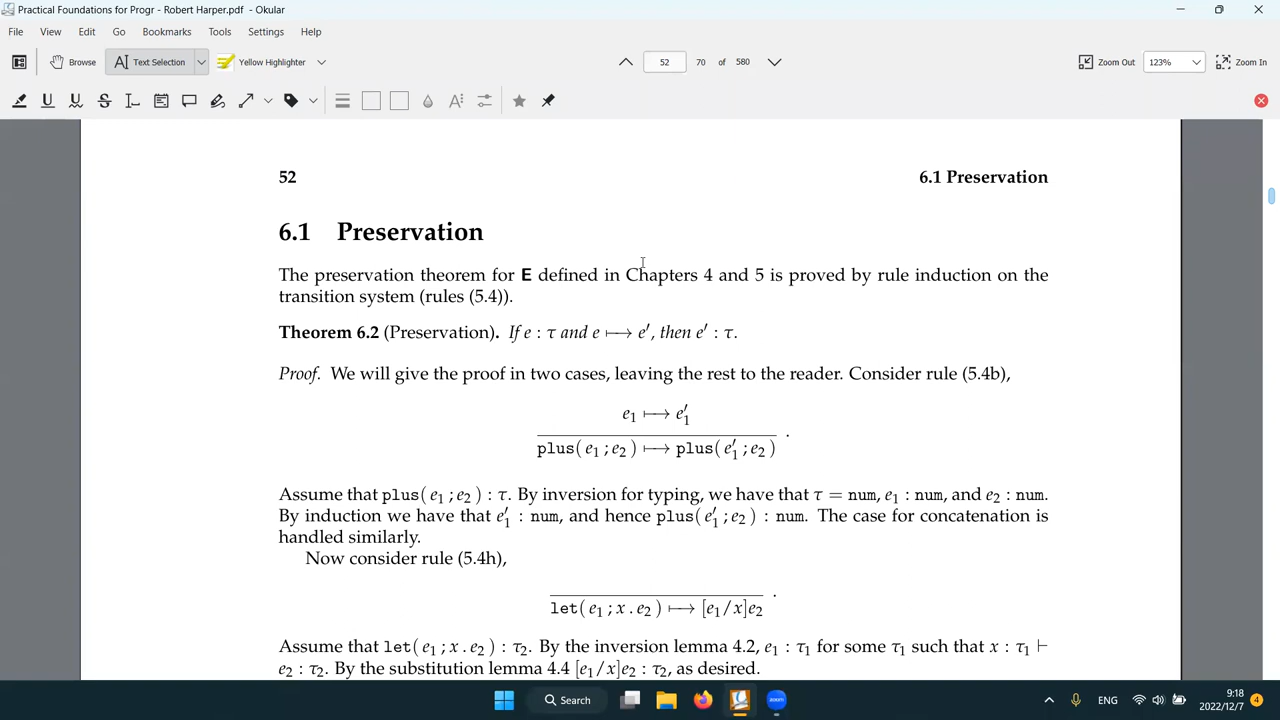 Practical Foundations for Progr - Robert Harper.pdf - Okular
File View Edit Go Bookmarks Tools Settings Help
Browse Text Selection Yellow Highlighter 52 70 of 580 Zoom Out 123% Zoom In
52 6.1 Preservation
6.1 Preservation
The preservation theorem for E defined in Chapters 4 and 5 is proved by rule induction on the
transition system (rules (5.4)).
Theorem 6.2 (Preservation). If e : τ and e ⟼ e′, then e′ : τ.
Proof. We will give the proof in two cases, leaving the rest to the reader. Consider rule (5.4b),
e₁ ⟼ e₁′
plus(e₁;e₂) ⟼ plus(e₁′;e₂) .
Assume that plus(e₁;e₂) : τ. By inversion for typing, we have that τ = num, e₁ : num, and e₂ : num.
By induction we have that e₁′ : num, and hence plus(e₁′;e₂) : num. The case for concatenation is
handled similarly.
Now consider rule (5.4h),
let(e₁;x.e₂) ⟼ [e₁/x]e₂ .
Assume that let(e₁;x.e₂) : τ₂. By the inversion lemma 4.2, e₁ : τ₁ for some τ₁ such that x : τ₁ ⊢
e₂ : τ₂. By the substitution lemma 4.4 [e₁/x]e₂ : τ₂, as desired.
Search zoom ENG 9:18
2022/12/7 4